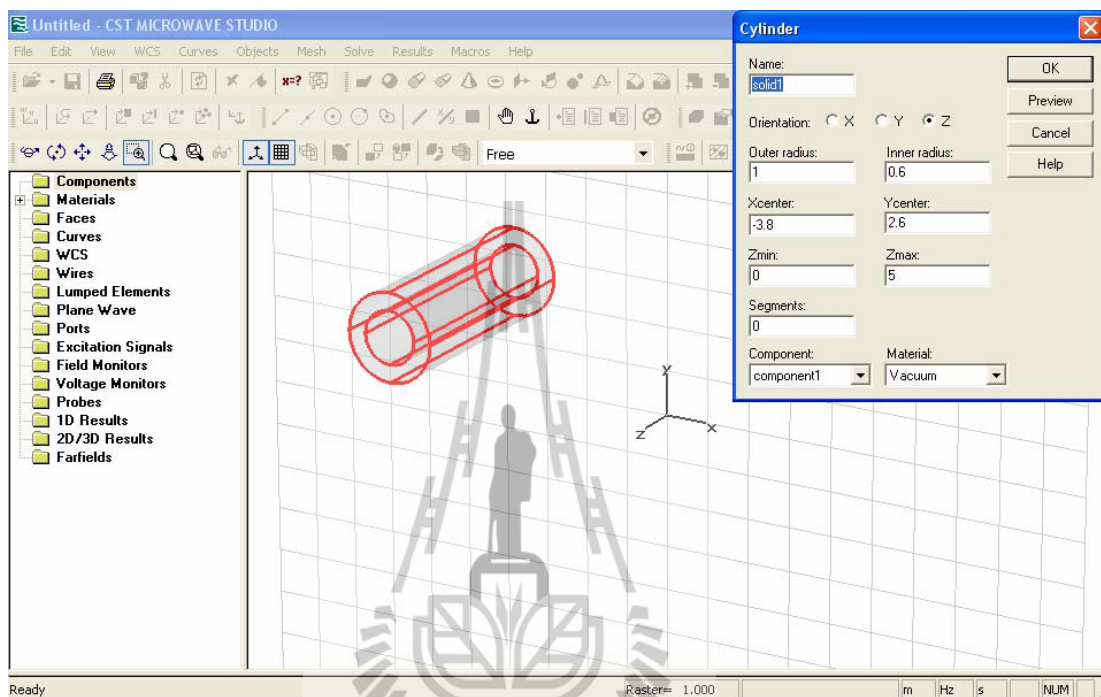 Untitled - CST MICROWAVE STUDIO
File Edit View WCS Curves Objects Mesh Solve Results Macros Help
x=?
Free
Components
Materials
Faces
Curves
WCS
Wires
Lumped Elements
Plane Wave
Ports
Excitation Signals
Field Monitors
Voltage Monitors
Probes
1D Results
2D/3D Results
Farfields
y
z x
Cylinder
Name:
solid1
OK
Preview
Orientation: X Y Z
Cancel
Outer radius: Inner radius:
Help
1 0.6
Xcenter: Ycenter:
-3.8 2.6
Zmin: Zmax:
0 5
Segments:
0
Component: Material:
component1 Vacuum
Ready Raster= 1.000 m Hz s NUM